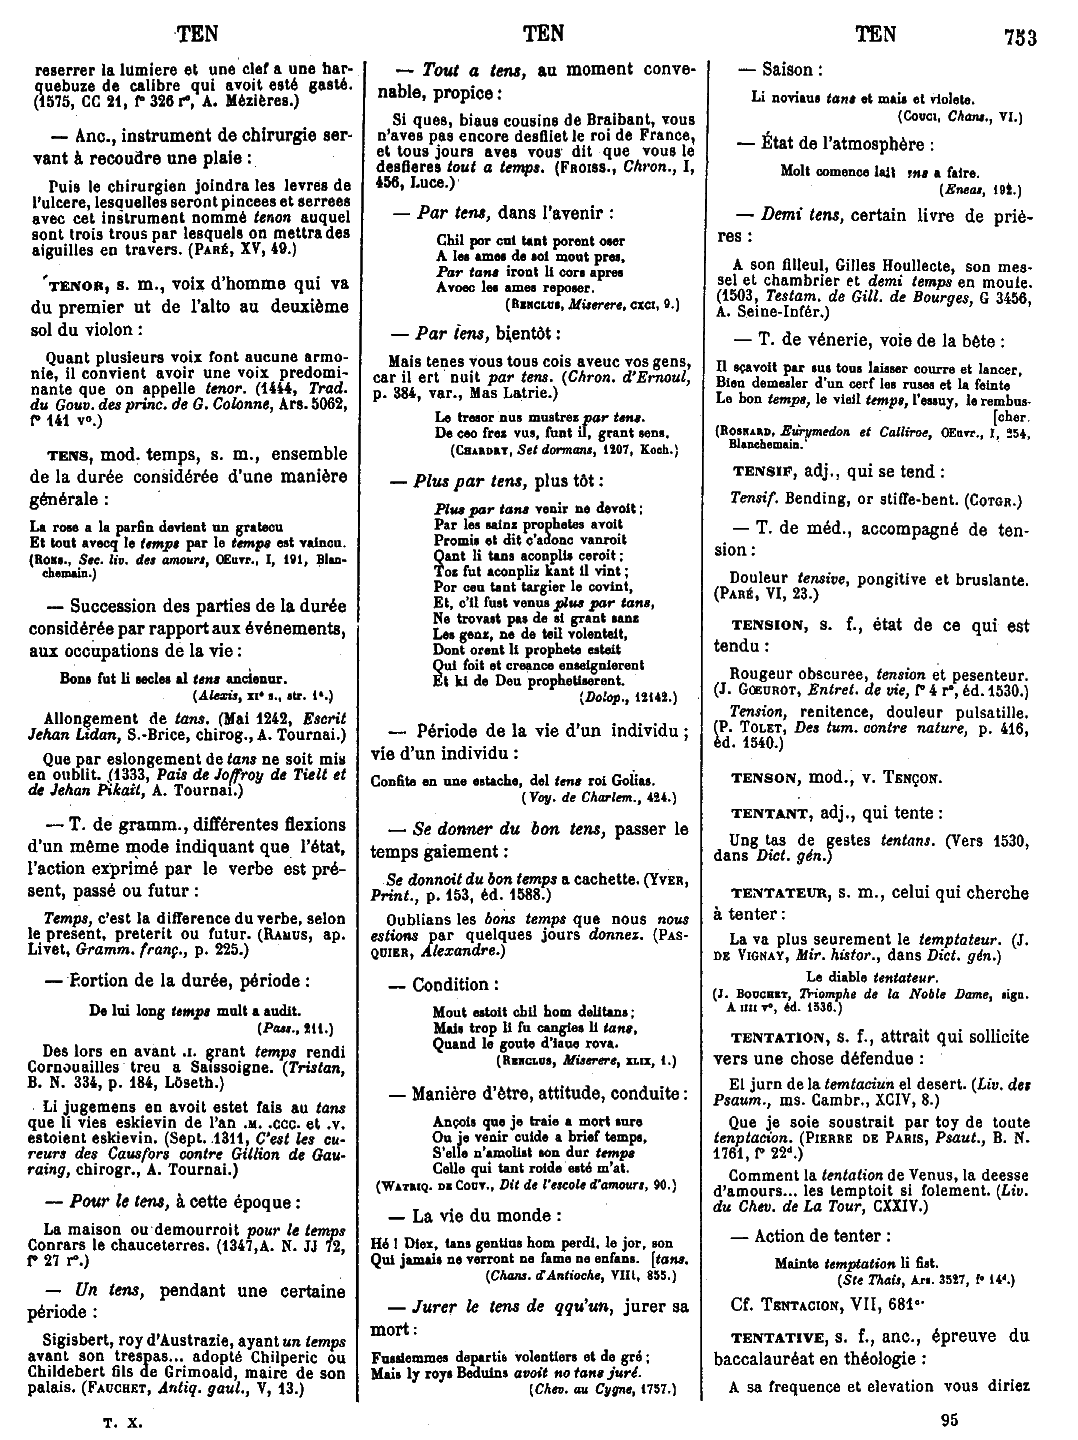 TEN
TEN
TEN
753
reserrer la lumiere et une clef a une har-
quebuze de calibre qui avoit esté gasté.
(1575, CC 21, f° 326 r°, A. Mézières.)
— Anc., instrument de chirurgie ser-
vant à recoudre une plaie :
Puis le chirurgien joindra les levres de
l'ulcere, lesquelles seront pincees et serrees
avec cet instrument nommé tenon auquel
sont trois trous par lesquels on mettra des
aiguilles en travers. (PARÉ, XV, 49.)
TENOR, s. m., voix d'homme qui va
du premier ut de l'alto au deuxième
sol du violon :
Quant plusieurs voix font aucune armo-
nie, il convient avoir une voix predomi-
nante que on appelle tenor. (1444, Trad.
du Gouv. des princ. de G. Colonne, Ars. 5062,
f° 141 v°.)
TENS, mod. temps, s. m., ensemble
de la durée considérée d'une manière
générale :
La rose a la parfin devient un gratecu
Et tout avecq le temps par le temps est vaincu.
(RONS., Sec. liv. des amours, Œuvr., I, 191, Blan-
chemain.)
— Succession des parties de la durée
considérée par rapport aux événements,
aux occupations de la vie :
Bons fut li secles al tens ancienur.
(Alexis, XI° s., str. 1ª.)
Allongement de tans. (Mai 1242, Escrit
Jehan Lidan, S.-Brice, chirog., A. Tournai.)
Que par eslongement de tans ne soit mis
en oublit. (1333, Pais de Joffroy de Tielt et
de Jehan Pikait, A. Tournai.)
— T. de gramm., différentes flexions
d'un même mode indiquant que l'état,
l'action exprimé par le verbe est pré-
sent, passé ou futur :
Temps, c'est la difference du verbe, selon
le present, preterit ou futur. (RAMUS, ap.
Livet, Gramm. franç., p. 225.)
— Portion de la durée, période :
De lui long temps mult a audit.
(Pass., 211.)
Des lors en avant .I. grant temps rendi
Cornouailles treu a Saissoigne. (Tristan,
B. N. 334, p. 184, Löseth.)
Li jugemens en avoit estet fais au tans
que li vies eskievin de l'an .M. .CCC. et .V.
estoient eskievin. (Sept. 1311, C'est les cu-
reurs des Causfors contre Gillion de Gau-
raing, chirogr., A. Tournai.)
— Pour le tens, à cette époque :
La maison ou demourroit pour le temps
Conrars le chauceterres. (1347, A. N. JJ 72,
f° 27 r°.)
— Un tens, pendant une certaine
période :
Sigisbert, roy d'Austrazie, ayant un temps
avant son trespas... adopté Chilperic ou
Childebert fils de Grimoald, maire de son
palais. (FAUCHET, Antiq. gaul., V, 13.)
T. X.
— Tout a tens, au moment conve-
nable, propice :
Si ques, biaus cousins de Braibant, vous
n'aves pas encore desfliet le roi de France,
et tous jours aves vous dit que vous le
desfieres tout a temps. (FROISS., Chron., I,
456, Luce.)
— Par tens, dans l'avenir :
Chil por cui tant porent oser
A les ames de soi mout pres,
Par tans iront li cors apres
Avoec les ames reposer.
(RENCLUS, Miserere, CXCI, 9.)
— Par tens, bientôt :
Mais tenes vous tous cois aveuc vos gens,
car il ert nuit par tens. (Chron. d'Ernoul,
p. 384, var., Mas Latrie.)
Le tresor nus mustrez par tens.
De ceo frez vus, funt il, grant sens.
(CHARDRY, Set dormans, 1207, Koch.)
— Plus par tens, plus tôt :
Plus par tans venir ne devoit ;
Par les sainz prophetes avoit
Promis et dit c'adonc vanroit
Qant li tans aconplis ceroit ;
Toz fut aconpliz kant il vint ;
Por ceu tant targier le covint,
Et, c'il fust venus plus par tans,
Ne trovast pas de si grant sanz
Les genz, ne de teil volenteit,
Dont orent li prophete esteit
Qui foit et creance enseignierent
Et ki de Deu prophetiserent.
(Dolop., 12142.)
— Période de la vie d'un individu ;
vie d'un individu :
Confite en une estache, del tens roi Golias.
(Voy. de Charlem., 424.)
— Se donner du bon tens, passer le
temps gaiement :
Se donnoit du bon temps a cachette. (YVER,
Print., p. 153, éd. 1588.)
Oublians les bons temps que nous nous
estions par quelques jours donnez. (PAS-
QUIER, Alexandre.)
— Condition :
Mout estoit chil hom delitans ;
Mais trop li fu cangies li tans,
Quand le goute d'iaue rova.
(RENCLUS, Miserere, XLIX, 1.)
— Manière d'être, attitude, conduite :
Ançois que je traie a mort sure
Ou je venir cuide a brief temps,
S'elle n'amolist son dur temps
Celle qui tant roide esté m'at.
(WATRIQ. DE COUV., Dit de l'escole d'amours, 90.)
— La vie du monde :
Hé ! Diex, tans gentius hom perdi, le jor, son
Qui jamais ne verront ne fame ne enfans. [tans.
(Chans. d'Antioche, VIII, 855.)
— Jurer le tens de qqu'un, jurer sa
mort :
Fussiemmes departis volentiers et de gré ;
Mais ly roys Beduins avoit no tans juré.
(Chev. au Cygne, 1757.)
— Saison :
Li noviaus tans et mais et violete.
(COUCI, Chans., VI.)
— État de l'atmosphère :
Molt comence lait a faire.
(Eneas, 192.)
— Demi tens, certain livre de priè-
res :
A son filleul, Gilles Houllecte, son mes-
sel et chambrier et demi temps en moule.
(1503, Testam. de Gill. de Bourges, G 3456,
A. Seine-Infér.)
— T. de vénerie, voie de la bête :
Il sçavoit par sus tous laisser courre et lancer,
Bien demesler d'un cerf les ruses et la feinte
Le bon temps, le vieil temps, l'essuy, le rembus-
[cher.
(RONSARD, Eurymedon et Calliroe, Œuvr., I, 254,
Blanchemain.
TENSIF, adj., qui se tend :
Tensif. Bending, or stiffe-bent. (COTGR.)
— T. de méd., accompagné de ten-
sion :
Douleur tensive, pongitive et bruslante.
(PARÉ, VI, 23.)
TENSION, s. f., état de ce qui est
tendu :
Rougeur obscuree, tension et pesenteur.
(J. GŒUROT, Entret. de vie, f° 4 r°, éd. 1530.)
Tension, renitence, douleur pulsatille.
(P. TOLET, Des tum. contre nature, p. 416,
éd. 1540.)
TENSON, mod., v. TENÇON.
TENTANT, adj., qui tente :
Ung tas de gestes tentans. (Vers 1530,
dans Dict. gén.)
TENTATEUR, s. m., celui qui cherche
à tenter :
La va plus seurement le temptateur. (J.
DE VIGNAY, Mir. histor., dans Dict. gén.)
Le diable tentateur.
(J. BOUCHET, Triomphe de la Noble Dame, sign.
A IIII v°, éd. 1536.)
TENTATION, s. f., attrait qui sollicite
vers une chose défendue :
El jurn de la temtaciun el desert. (Liv. des
Psaum., ms. Cambr., XCIV, 8.)
Que je soie soustrait par toy de toute
tenptacion. (PIERRE DE PARIS, Psaut., B. N.
1761, f° 22ᵈ.)
Comment la tentation de Venus, la deesse
d'amours... les temptoit si folement. (Liv.
du Chev. de La Tour, CXXIV.)
— Action de tenter :
Mainte temptation li fist.
(Ste Thais, Ars. 3527, f° 14ᵈ.)
Cf. TENTACION, VII, 681ᶜ.
TENTATIVE, s. f., anc., épreuve du
baccalauréat en théologie :
A sa frequence et elevation vous diriez
95